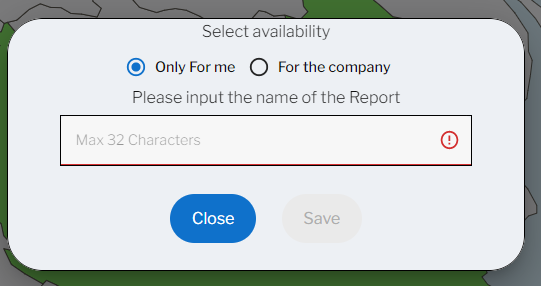 Select availability
Only For me For the company
Please input the name of the Report
Max 32 Characters
Close Save